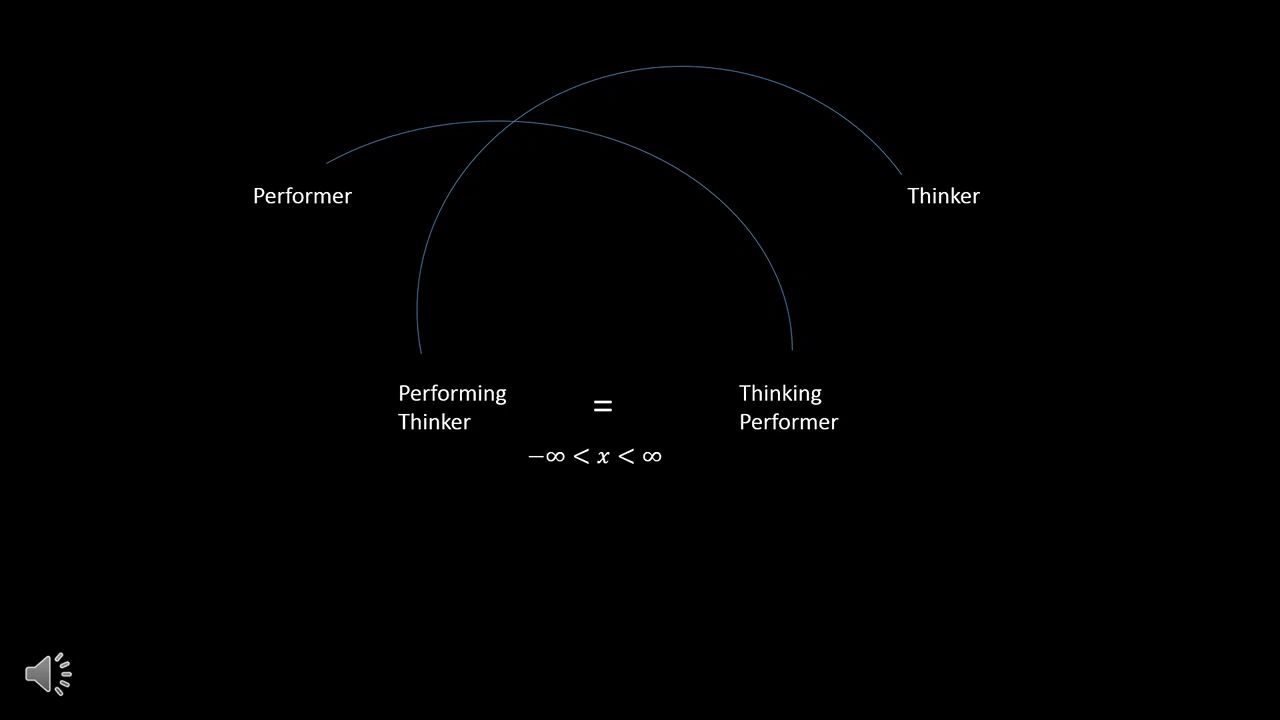 Performer
Thinker
Performing
Thinker
=
Thinking
Performer
−∞ < 𝑥 < ∞